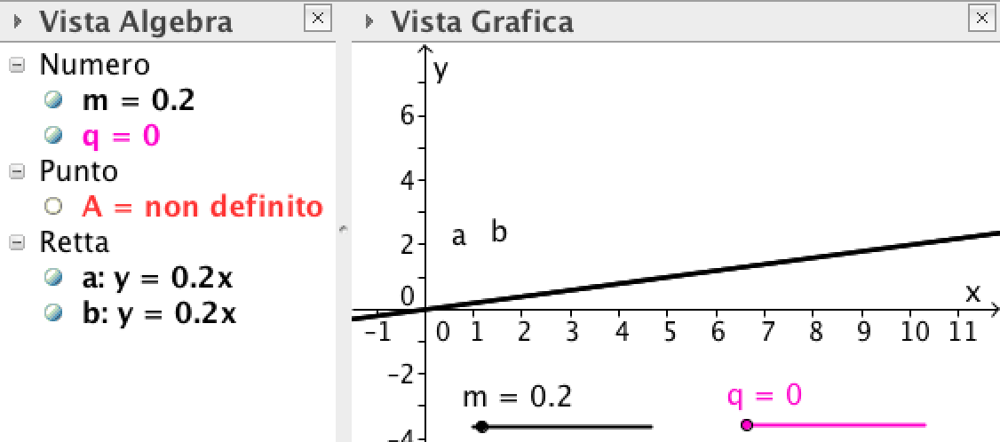 Vista Algebra
Numero
m = 0.2
q = 0
Punto
A = non definito
Retta
a: y = 0.2x
b: y = 0.2x
Vista Grafica
y
6
4
a b
2
0
x
-1 0 1 2 3 4 5 6 7 8 9 10 11
-2
m = 0.2 q = 0
-4